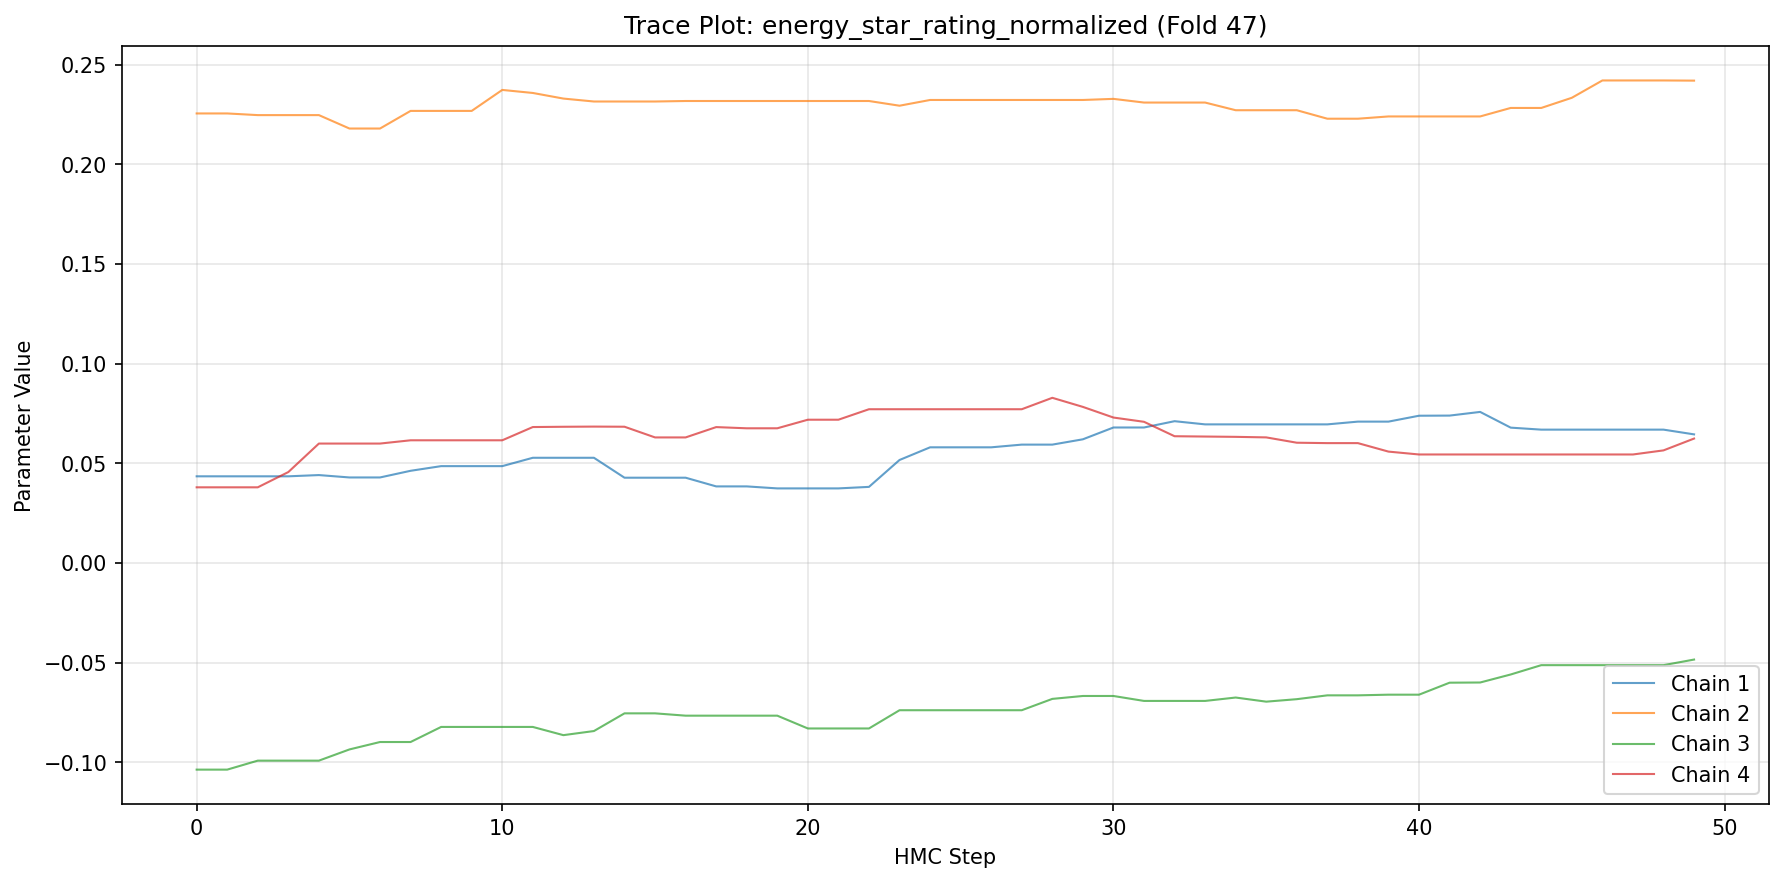 Trace Plot: energy_star_rating_normalized (Fold 47)
0.25
0.20
0.15
0.10
0.05
0.00
−0.05
−0.10
Parameter Value
0 10 20 30 40 50
HMC Step
Chain 1
Chain 2
Chain 3
Chain 4